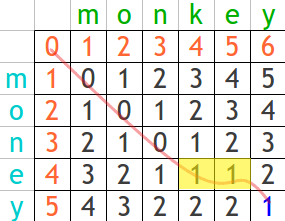 m o n k e y
0 1 2 3 4 5 6
m 1 0 1 2 3 4 5
o 2 1 0 1 2 3 4
n 3 2 1 0 1 2 3
e 4 3 2 1 1 1 2
y 5 4 3 2 2 2 1